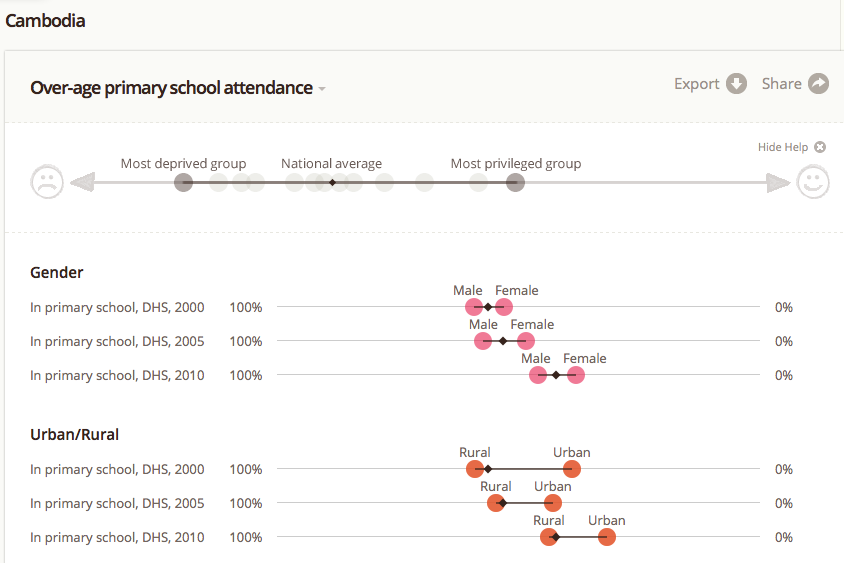 Cambodia
Over-age primary school attendance
Export Share
Hide Help
Most deprived group National average Most privileged group
Gender
Male Female
In primary school, DHS, 2000 100% 0%
Male Female
In primary school, DHS, 2005 100% 0%
Male Female
In primary school, DHS, 2010 100% 0%
Urban/Rural
Rural Urban
In primary school, DHS, 2000 100% 0%
Rural Urban
In primary school, DHS, 2005 100% 0%
Rural Urban
In primary school, DHS, 2010 100% 0%